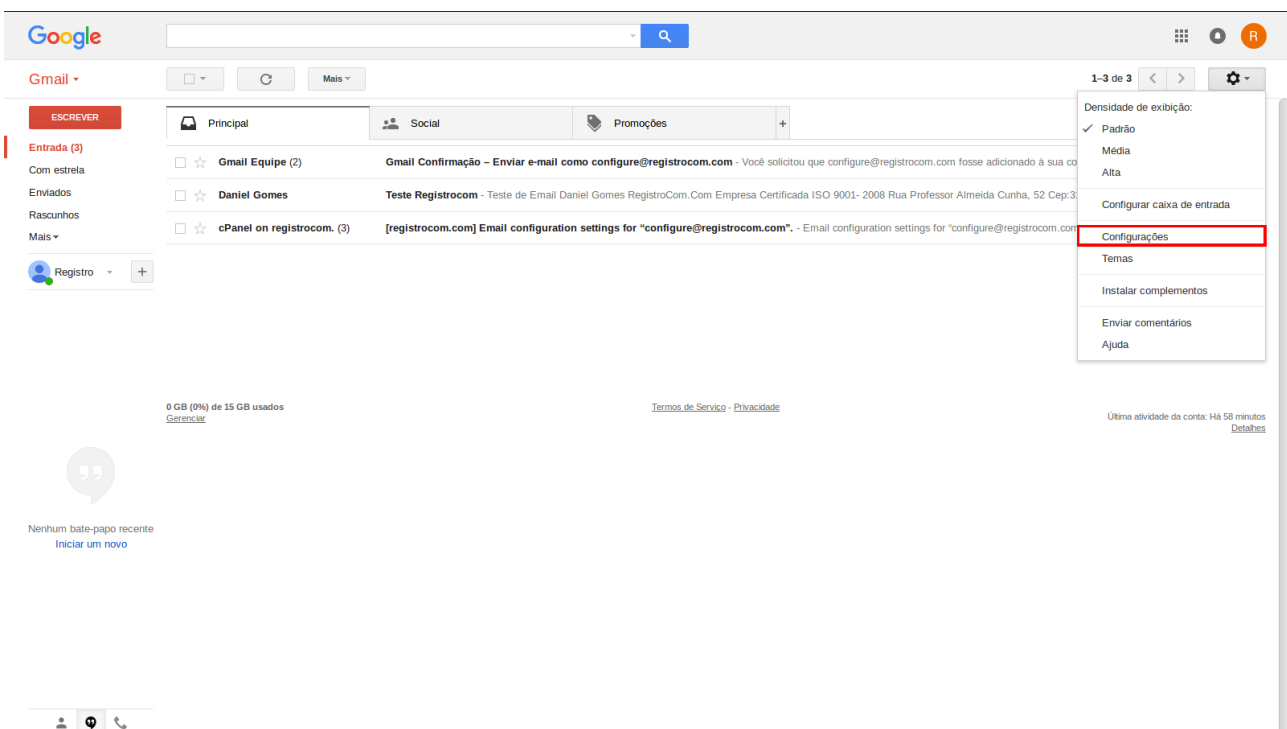 Google
R
Gmail
Mais
1–3 de 3
ESCREVER
Entrada (3)
Com estrela
Enviados
Rascunhos
Mais
Registro
+
Principal
Social
Promoções
+
Gmail Equipe (2) Gmail Confirmação – Enviar e-mail como configure@registrocom.com - Você solicitou que configure@registrocom.com fosse adicionado à sua co
Daniel Gomes Teste Registrocom - Teste de Email Daniel Gomes RegistroCom.Com Empresa Certificada ISO 9001- 2008 Rua Professor Almeida Cunha, 52 Cep:3
cPanel on registrocom. (3) [registrocom.com] Email configuration settings for “configure@registrocom.com”. - Email configuration settings for “configure@registrocom.com
Densidade de exibição:
Padrão
Média
Alta
Configurar caixa de entrada
Configurações
Temas
Instalar complementos
Enviar comentários
Ajuda
0 GB (0%) de 15 GB usados
Gerenciar
Termos de Serviço - Privacidade
Última atividade da conta: Há 58 minutos
Detalhes
Nenhum bate-papo recente
Iniciar um novo